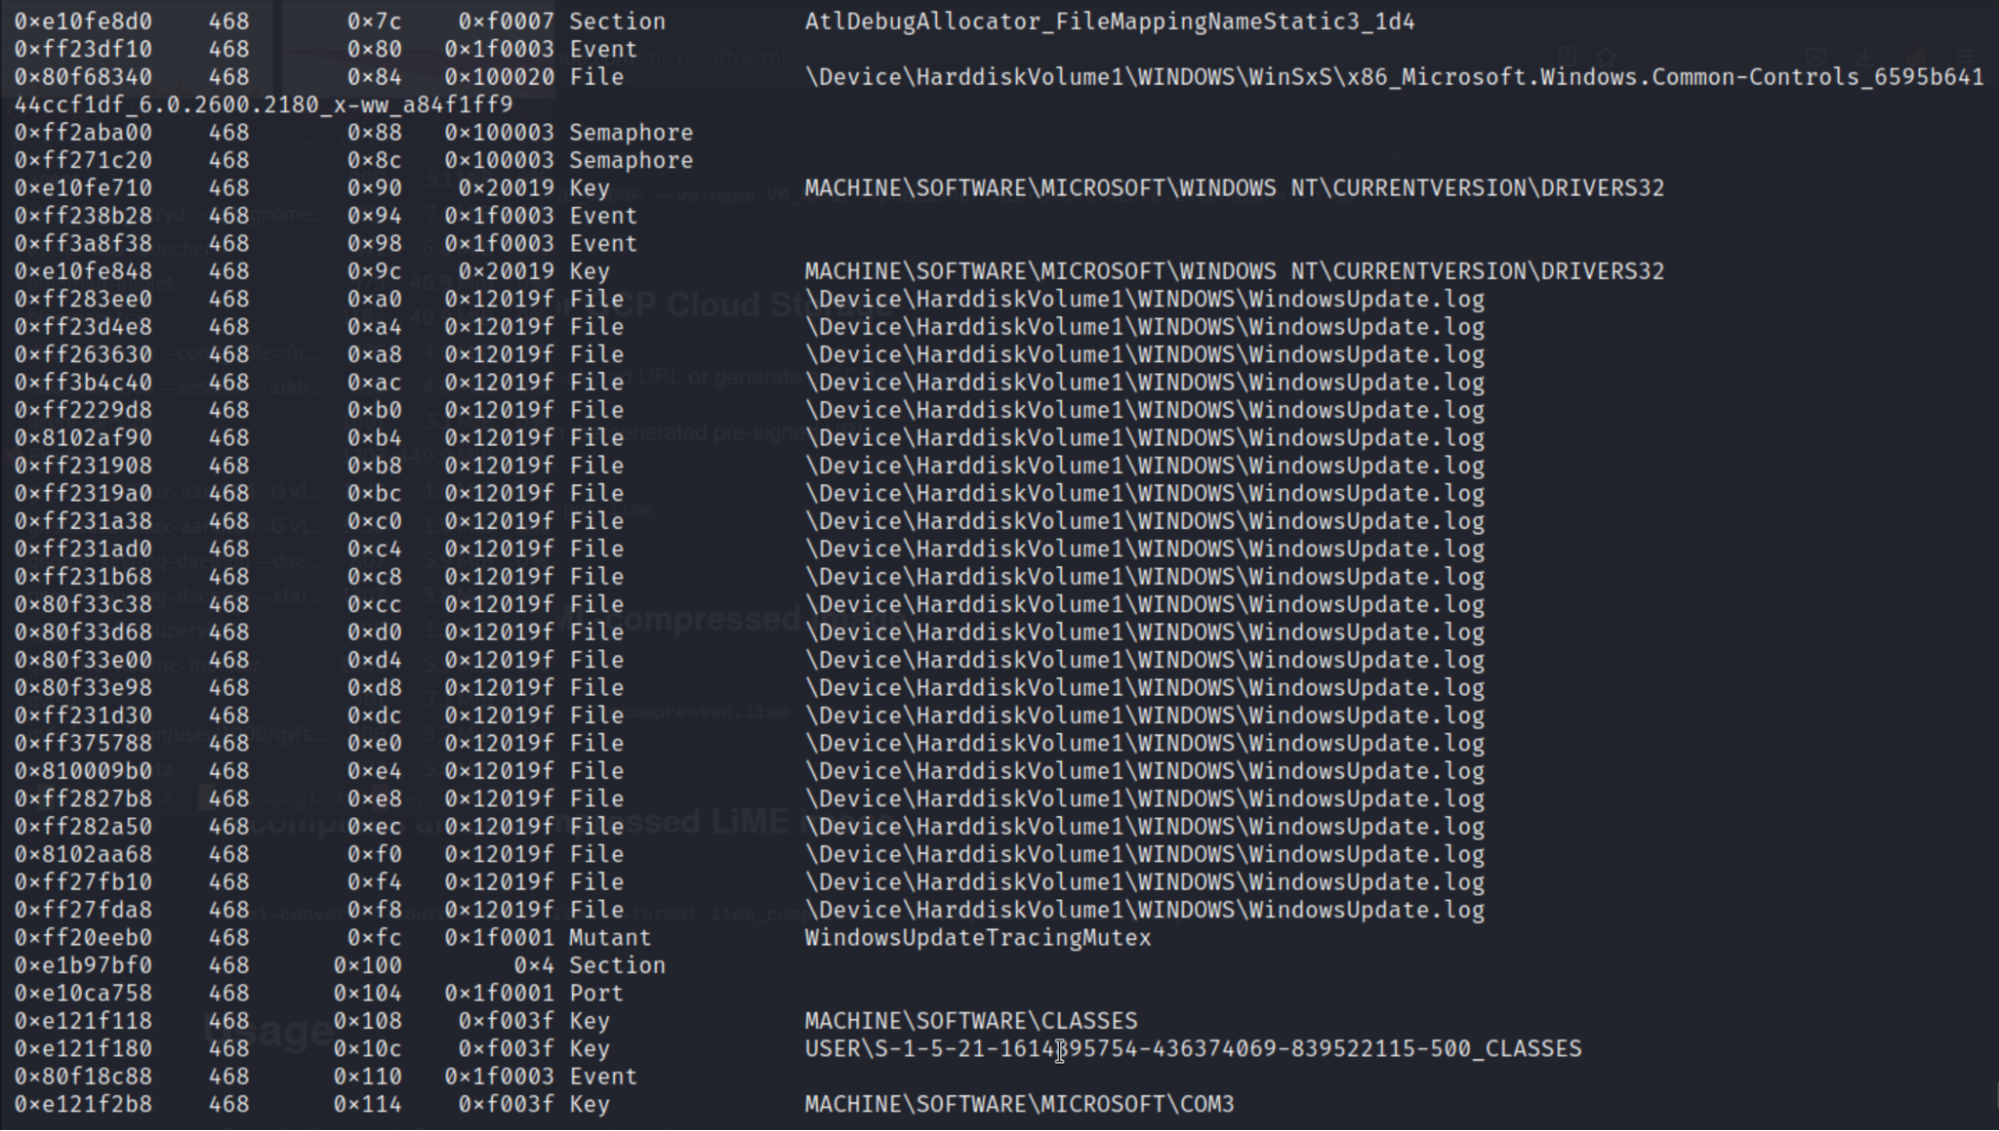 0×e10fe8d0 468 0×7c 0×f0007 Section AtlDebugAllocator_FileMappingNameStatic3_1d4
0×ff23df10 468 0×80 0×1f0003 Event
0×80f68340 468 0×84 0×100020 File \Device\HarddiskVolume1\WINDOWS\WinSxS\x86_Microsoft.Windows.Common-Controls_6595b641
44ccf1df_6.0.2600.2180_x-ww_a84f1ff9
0×ff2aba00 468 0×88 0×100003 Semaphore
0×ff271c20 468 0×8c 0×100003 Semaphore
0×e10fe710 468 0×90 0×20019 Key MACHINE\SOFTWARE\MICROSOFT\WINDOWS NT\CURRENTVERSION\DRIVERS32
0×ff238b28 468 0×94 0×1f0003 Event
0×ff3a8f38 468 0×98 0×1f0003 Event
0×e10fe848 468 0×9c 0×20019 Key MACHINE\SOFTWARE\MICROSOFT\WINDOWS NT\CURRENTVERSION\DRIVERS32
0×ff283ee0 468 0×a0 0×12019f File \Device\HarddiskVolume1\WINDOWS\WindowsUpdate.log
0×ff23d4e8 468 0×a4 0×12019f File \Device\HarddiskVolume1\WINDOWS\WindowsUpdate.log
0×ff263630 468 0×a8 0×12019f File \Device\HarddiskVolume1\WINDOWS\WindowsUpdate.log
0×ff3b4c40 468 0×ac 0×12019f File \Device\HarddiskVolume1\WINDOWS\WindowsUpdate.log
0×ff2229d8 468 0×b0 0×12019f File \Device\HarddiskVolume1\WINDOWS\WindowsUpdate.log
0×8102af90 468 0×b4 0×12019f File \Device\HarddiskVolume1\WINDOWS\WindowsUpdate.log
0×ff231908 468 0×b8 0×12019f File \Device\HarddiskVolume1\WINDOWS\WindowsUpdate.log
0×ff2319a0 468 0×bc 0×12019f File \Device\HarddiskVolume1\WINDOWS\WindowsUpdate.log
0×ff231a38 468 0×c0 0×12019f File \Device\HarddiskVolume1\WINDOWS\WindowsUpdate.log
0×ff231ad0 468 0×c4 0×12019f File \Device\HarddiskVolume1\WINDOWS\WindowsUpdate.log
0×ff231b68 468 0×c8 0×12019f File \Device\HarddiskVolume1\WINDOWS\WindowsUpdate.log
0×80f33c38 468 0×cc 0×12019f File \Device\HarddiskVolume1\WINDOWS\WindowsUpdate.log
0×80f33d68 468 0×d0 0×12019f File \Device\HarddiskVolume1\WINDOWS\WindowsUpdate.log
0×80f33e00 468 0×d4 0×12019f File \Device\HarddiskVolume1\WINDOWS\WindowsUpdate.log
0×80f33e98 468 0×d8 0×12019f File \Device\HarddiskVolume1\WINDOWS\WindowsUpdate.log
0×ff231d30 468 0×dc 0×12019f File \Device\HarddiskVolume1\WINDOWS\WindowsUpdate.log
0×ff375788 468 0×e0 0×12019f File \Device\HarddiskVolume1\WINDOWS\WindowsUpdate.log
0×810009b0 468 0×e4 0×12019f File \Device\HarddiskVolume1\WINDOWS\WindowsUpdate.log
0×ff2827b8 468 0×e8 0×12019f File \Device\HarddiskVolume1\WINDOWS\WindowsUpdate.log
0×ff282a50 468 0×ec 0×12019f File \Device\HarddiskVolume1\WINDOWS\WindowsUpdate.log
0×8102aa68 468 0×f0 0×12019f File \Device\HarddiskVolume1\WINDOWS\WindowsUpdate.log
0×ff27fb10 468 0×f4 0×12019f File \Device\HarddiskVolume1\WINDOWS\WindowsUpdate.log
0×ff27fda8 468 0×f8 0×12019f File \Device\HarddiskVolume1\WINDOWS\WindowsUpdate.log
0×ff20eeb0 468 0×fc 0×1f0001 Mutant WindowsUpdateTracingMutex
0×e1b97bf0 468 0×100 0×4 Section
0×e10ca758 468 0×104 0×1f0001 Port
0×e121f118 468 0×108 0×f003f Key MACHINE\SOFTWARE\CLASSES
0×e121f180 468 0×10c 0×f003f Key
0×80f18c88 468 0×110 0×1f0003 Event
0×e121f2b8 468 0×114 0×f003f Key MACHINE\SOFTWARE\MICROSOFT\COM3